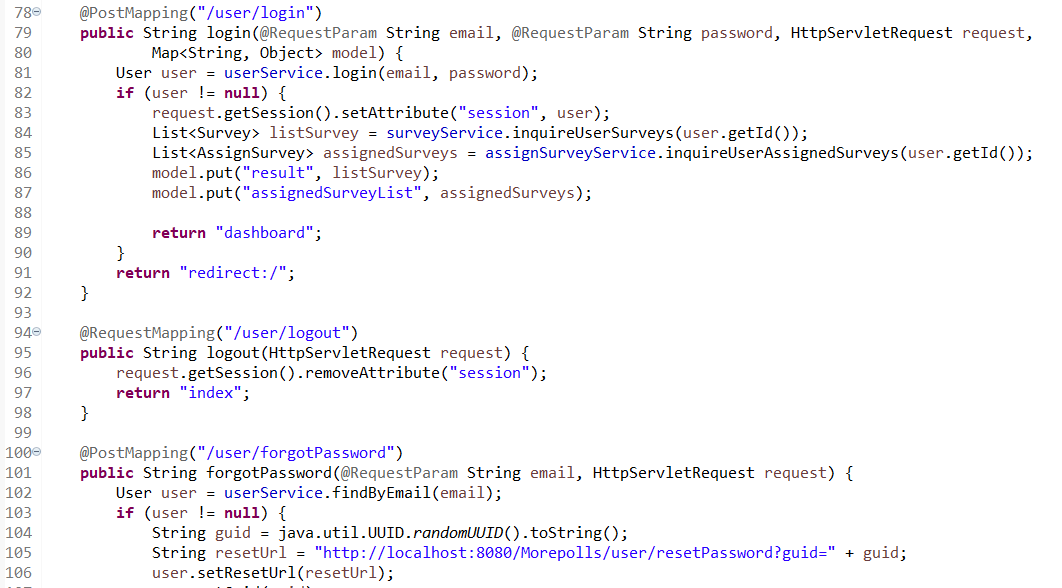 78 @PostMapping("/user/login")
79 public String login(@RequestParam String email, @RequestParam String password, HttpServletRequest request,
80 Map<String, Object> model) {
81 User user = userService.login(email, password);
82 if (user != null) {
83 request.getSession().setAttribute("session", user);
84 List<Survey> listSurvey = surveyService.inquireUserSurveys(user.getId());
85 List<AssignSurvey> assignedSurveys = assignSurveyService.inquireUserAssignedSurveys(user.getId());
86 model.put("result", listSurvey);
87 model.put("assignedSurveyList", assignedSurveys);
88
89 return "dashboard";
90 }
91 return "redirect:/";
92 }
93
94 @RequestMapping("/user/logout")
95 public String logout(HttpServletRequest request) {
96 request.getSession().removeAttribute("session");
97 return "index";
98 }
99
100 @PostMapping("/user/forgotPassword")
101 public String forgotPassword(@RequestParam String email, HttpServletRequest request) {
102 User user = userService.findByEmail(email);
103 if (user != null) {
104 String guid = java.util.UUID.randomUUID().toString();
105 String resetUrl = "http://localhost:8080/Morepolls/user/resetPassword?guid=" + guid;
106 user.setResetUrl(resetUrl);